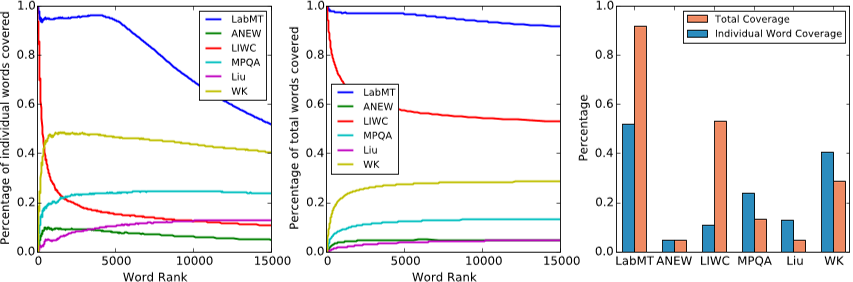 Percentage of individual words covered
1.0
0.8
0.6
0.4
0.2
0.0
0
5000
10000
15000
Word Rank
LabMT
ANEW
LIWC
MPQA
Liu
WK
Percentage of total words covered
1.0
0.8
0.6
0.4
0.2
0.0
0
5000
10000
15000
Word Rank
LabMT
ANEW
LIWC
MPQA
Liu
WK
Percentage
1.0
0.8
0.6
0.4
0.2
0.0
LabMT ANEW LIWC MPQA Liu WK
Total Coverage
Individual Word Coverage